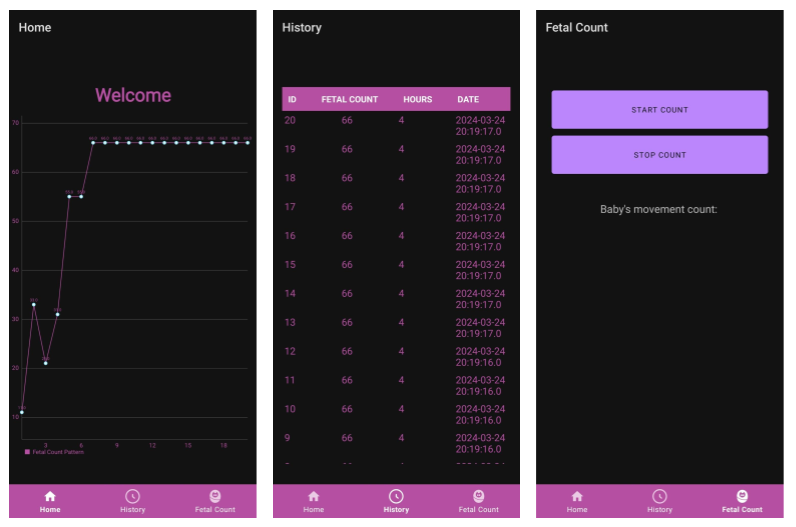 Home
Welcome
70
60
50
40
30
20
10
3 6 9 12 15 18
Fetal Count Pattern
Home History Fetal Count
History
ID FETAL COUNT HOURS DATE
20 66 4 2024-03-24
20:19:17.0
19 66 4 2024-03-24
20:19:17.0
18 66 4 2024-03-24
20:19:17.0
17 66 4 2024-03-24
20:19:17.0
16 66 4 2024-03-24
20:19:17.0
15 66 4 2024-03-24
20:19:17.0
14 66 4 2024-03-24
20:19:17.0
13 66 4 2024-03-24
20:19:17.0
12 66 4 2024-03-24
20:19:16.0
11 66 4 2024-03-24
20:19:16.0
10 66 4 2024-03-24
20:19:16.0
9 66 4 2024-03-24
20:19:16.0
Home History Fetal Count
Fetal Count
START COUNT
STOP COUNT
Baby's movement count:
Home History Fetal Count